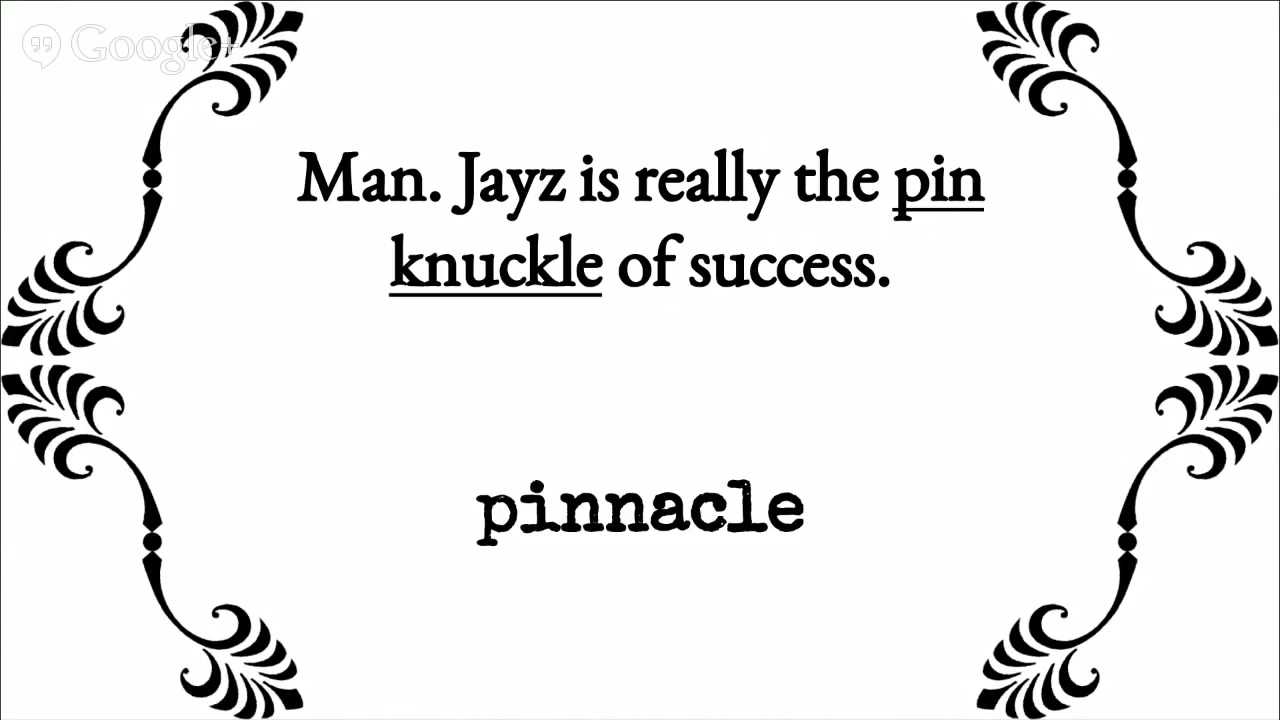 Google+
Man. Jayz is really the pin
knuckle of success.
pinnacle